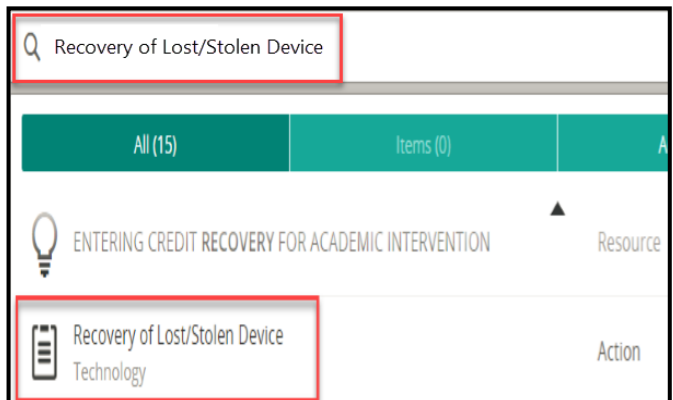 Recovery of Lost/Stolen Device
All (15)
Items (0)
A
ENTERING CREDIT RECOVERY FOR ACADEMIC INTERVENTION
Resource
Recovery of Lost/Stolen Device
Technology
Action